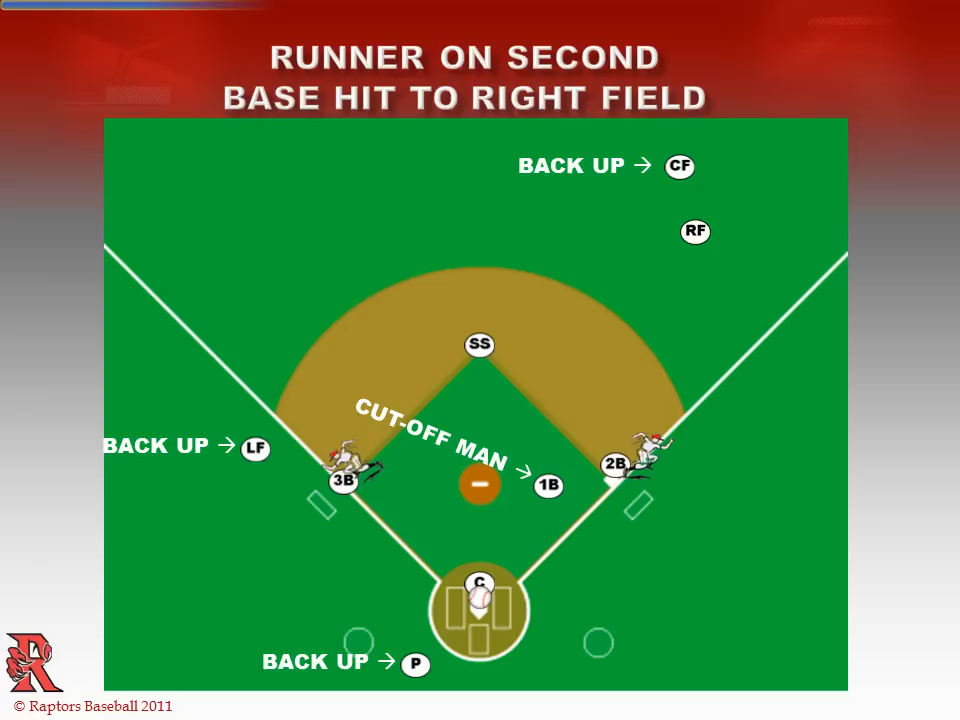 RUNNER ON SECOND
BASE HIT TO RIGHT FIELD
BACK UP → CF
RF
SS
CUT-OFF MAN →
BACK UP → LF
2B
3B
1B
C
BACK UP → P
R
© Raptors Baseball 2011